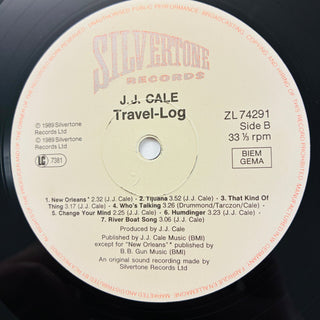 SILVERTONE
RECORDS
J.J. CALE
Travel-Log
ZL 74291
Side B
33 ⅓ rpm
℗ 1989 Silvertone
Records Ltd
© 1989 Silvertone
Records Ltd
LC 7381
BIEM
GEMA
1. New Orleans* 2.32 (J.J. Cale) - 2. Tijuana 3.52 (J.J. Cale) - 3. That Kind Of
Thing 3.17 (J.J. Cale) - 4. Who's Talking 3.26 (Drummond/Tarczon/Cale) -
5. Change Your Mind 2.25 (J.J. Cale) - 6. Humdinger 3.23 (J.J. Cale) -
7. River Boat Song 3.06 (J.J. Cale)
Produced by J.J. Cale
Published by J.J. Cale Music (BMI)
except for "New Orleans"* published by
B.B. Gun Music (BMI)
An original sound recording made by
Silvertone Records Ltd